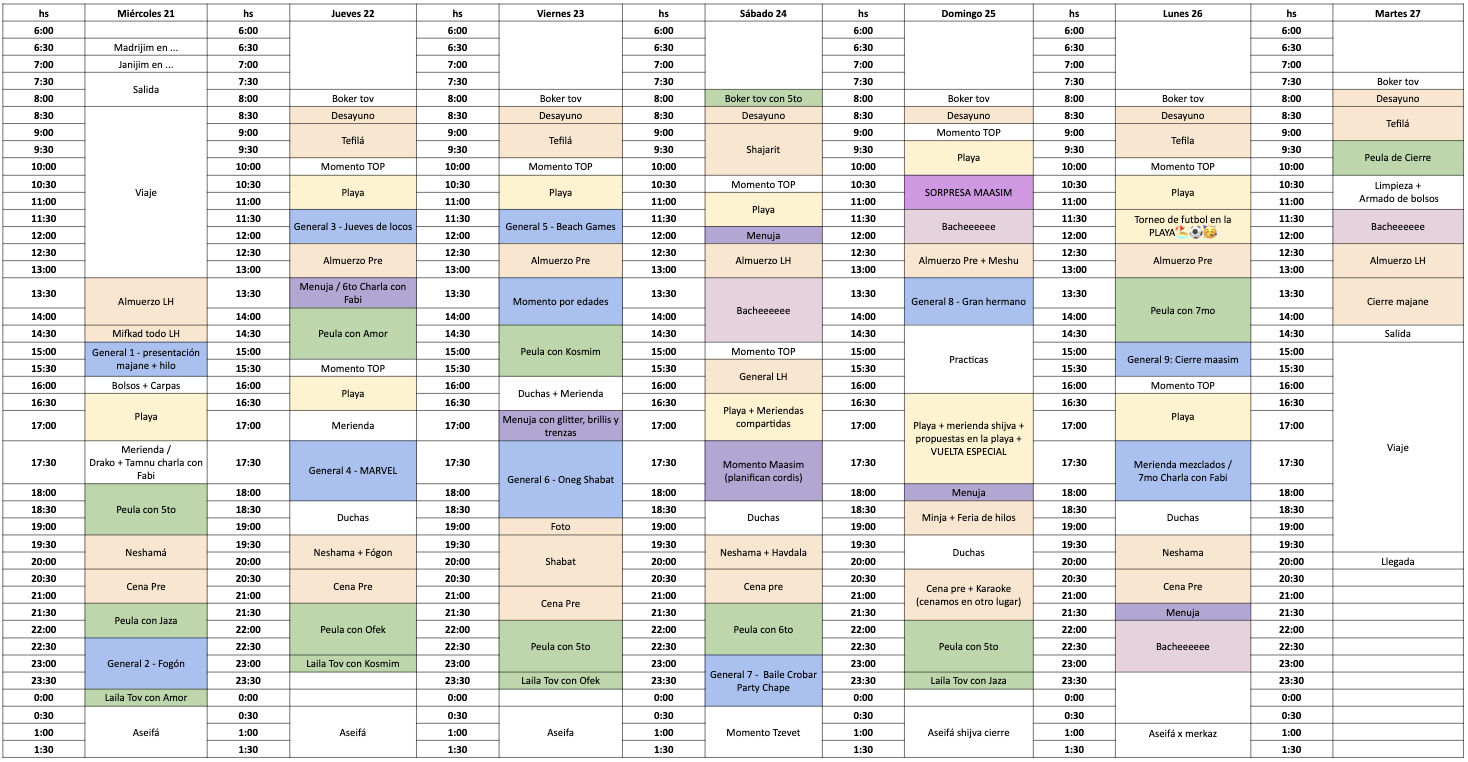 hs Miércoles 21 hs Jueves 22 hs Viernes 23 hs Sábado 24 hs Domingo 25 hs Lunes 26 hs Martes 27
6:00 6:00 6:00 6:00 6:00 6:00 6:00
6:30 Madrijim en ... 6:30 6:30 6:30 6:30 6:30 6:30
7:00 Janijim en ... 7:00 7:00 7:00 7:00 7:00 7:00
7:30 7:30 7:30 7:30 7:30 7:30 7:30 Boker tov
Salida
8:00 8:00 Boker tov 8:00 Boker tov 8:00 Boker tov con 5to 8:00 Boker tov 8:00 Boker tov 8:00 Desayuno
8:30 8:30 Desayuno 8:30 Desayuno 8:30 Desayuno 8:30 Desayuno 8:30 Desayuno 8:30
Tefilá
9:00 9:00 9:00 9:00 9:00 Momento TOP 9:00 9:00
Tefilá Tefilá Tefila
9:30 9:30 9:30 9:30 Shajarit 9:30 9:30 9:30
Playa Peula de Cierre
10:00 10:00 Momento TOP 10:00 Momento TOP 10:00 10:00 10:00 Momento TOP 10:00
10:30 10:30 10:30 10:30 Momento TOP 10:30 10:30 10:30 Limpieza +
Viaje Playa Playa SORPRESA MAASIM Playa
11:00 11:00 11:00 11:00 11:00 11:00 11:00 Armado de bolsos
Playa
11:30 11:30 11:30 11:30 11:30 11:30 Torneo de futbol en la 11:30
General 3 - Jueves de locos General 5 - Beach Games Bacheeeeee Bacheeeeee
12:00 12:00 12:00 12:00 Menuja 12:00 12:00 PLAYA🏖️⚽🥳 12:00
12:30 12:30 12:30 12:30 12:30 12:30 12:30
Almuerzo Pre Almuerzo Pre Almuerzo LH Almuerzo Pre + Meshu Almuerzo Pre Almuerzo LH
13:00 13:00 13:00 13:00 13:00 13:00 13:00
Menuja / 6to Charla con
13:30 13:30 13:30 13:30 13:30 13:30 13:30
Fabi
Almuerzo LH Momento por edades General 8 - Gran hermano Cierre majane
Bacheeeeee Peula con 7mo
14:00 14:00 14:00 14:00 14:00 14:00 14:00
14:30 Mifkad todo LH 14:30 Peula con Amor 14:30 14:30 14:30 14:30 14:30 Salida
15:00 General 1 - presentación 15:00 15:00 Peula con Kosmim 15:00 Momento TOP 15:00 15:00 15:00
Practicas General 9: Cierre maasim
15:30 majane + hilo 15:30 Momento TOP 15:30 15:30 15:30 15:30 15:30
General LH
16:00 Bolsos + Carpas 16:00 16:00 16:00 16:00 16:00 Momento TOP 16:00
Playa Duchas + Merienda
16:30 16:30 16:30 16:30 16:30 16:30 16:30
Playa Playa + Meriendas Playa
Menuja con glitter, brillis y compartidas
17:00 17:00 Merienda 17:00 17:00 17:00 Playa + merienda shijva + 17:00 17:00
trenzas propuestas en la playa +
Merienda / VUELTA ESPECIAL Viaje
17:30 Drako + Tamnu charla con 17:30 17:30 17:30 Momento Maasim 17:30 17:30 Merienda mezclados / 17:30
Fabi General 4 - MARVEL General 6 - Oneg Shabat (planifican cordis) 7mo Charla con Fabi
18:00 18:00 18:00 18:00 18:00 Menuja 18:00 18:00
18:30 18:30 18:30 18:30 18:30 18:30 18:30
Peula con 5to Duchas Duchas Minja + Feria de hilos Duchas
19:00 19:00 19:00 Foto 19:00 19:00 19:00 19:00
19:30 19:30 19:30 19:30 19:30 19:30 19:30
Neshamá Neshama + Fógon Neshama + Havdala Duchas Neshama
20:00 20:00 20:00 Shabat 20:00 20:00 20:00 20:00 Llegada
20:30 20:30 20:30 20:30 20:30 20:30 20:30
Cena Pre Cena Pre Cena pre Cena pre + Karaoke Cena Pre
21:00 21:00 21:00 Cena Pre 21:00 21:00 (cenamos en otro lugar) 21:00 21:00
21:30 21:30 21:30 21:30 21:30 21:30 Menuja 21:30
Peula con Jaza
22:00 22:00 Peula con Ofek 22:00 22:00 Peula con 6to 22:00 22:00 22:00
22:30 22:30 22:30 Peula con 5to 22:30 22:30 Peula con 5to 22:30 Bacheeeeee 22:30
23:00 General 2 - Fogón 23:00 Laila Tov con Kosmim 23:00 23:00 23:00 23:00 23:00
General 7 - Baile Crobar
23:30 23:30 23:30 Laila Tov con Ofek 23:30 Party Chape 23:30 Laila Tov con Jaza 23:30 23:30
0:00 Laila Tov con Amor 0:00 0:00 0:00 0:00 0:00 0:00
0:30 0:30 0:30 0:30 0:30 0:30 0:30
1:00 Aseifá 1:00 Aseifá 1:00 Aseifa 1:00 Momento Tzevet 1:00 Aseifá shijva cierre 1:00 Aseifá x merkaz 1:00
1:30 1:30 1:30 1:30 1:30 1:30 1:30